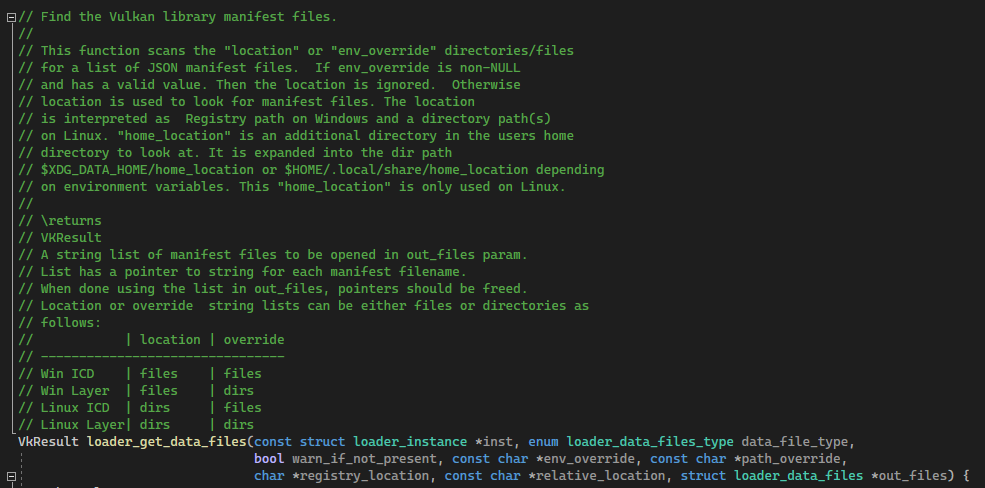 // Find the Vulkan library manifest files.
//
// This function scans the "location" or "env_override" directories/files
// for a list of JSON manifest files.  If env_override is non-NULL
// and has a valid value. Then the location is ignored.  Otherwise
// location is used to look for manifest files. The location
// is interpreted as  Registry path on Windows and a directory path(s)
// on Linux. "home_location" is an additional directory in the users home
// directory to look at. It is expanded into the dir path
// $XDG_DATA_HOME/home_location or $HOME/.local/share/home_location depending
// on environment variables. This "home_location" is only used on Linux.
//
// \returns
// VKResult
// A string list of manifest files to be opened in out_files param.
// List has a pointer to string for each manifest filename.
// When done using the list in out_files, pointers should be freed.
// Location or override  string lists can be either files or directories as
// follows:
//            | location | override
// --------------------------------
// Win ICD    | files    | files
// Win Layer  | files    | dirs
// Linux ICD  | dirs     | files
// Linux Layer| dirs     | dirs
VkResult loader_get_data_files(const struct loader_instance *inst, enum loader_data_files_type data_file_type,
                               bool warn_if_not_present, const char *env_override, const char *path_override,
                               char *registry_location, const char *relative_location, struct loader_data_files *out_files) {